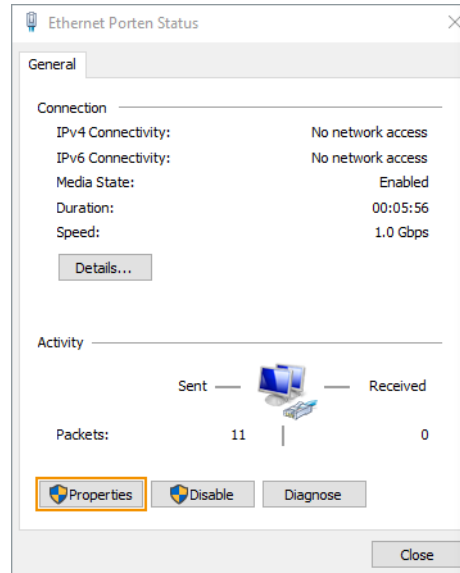 Ethernet Porten Status
General
Connection
IPv4 Connectivity: No network access
IPv6 Connectivity: No network access
Media State: Enabled
Duration: 00:05:56
Speed: 1.0 Gbps
Details...
Activity
Sent Received
Packets: 11 0
Properties Disable Diagnose
Close